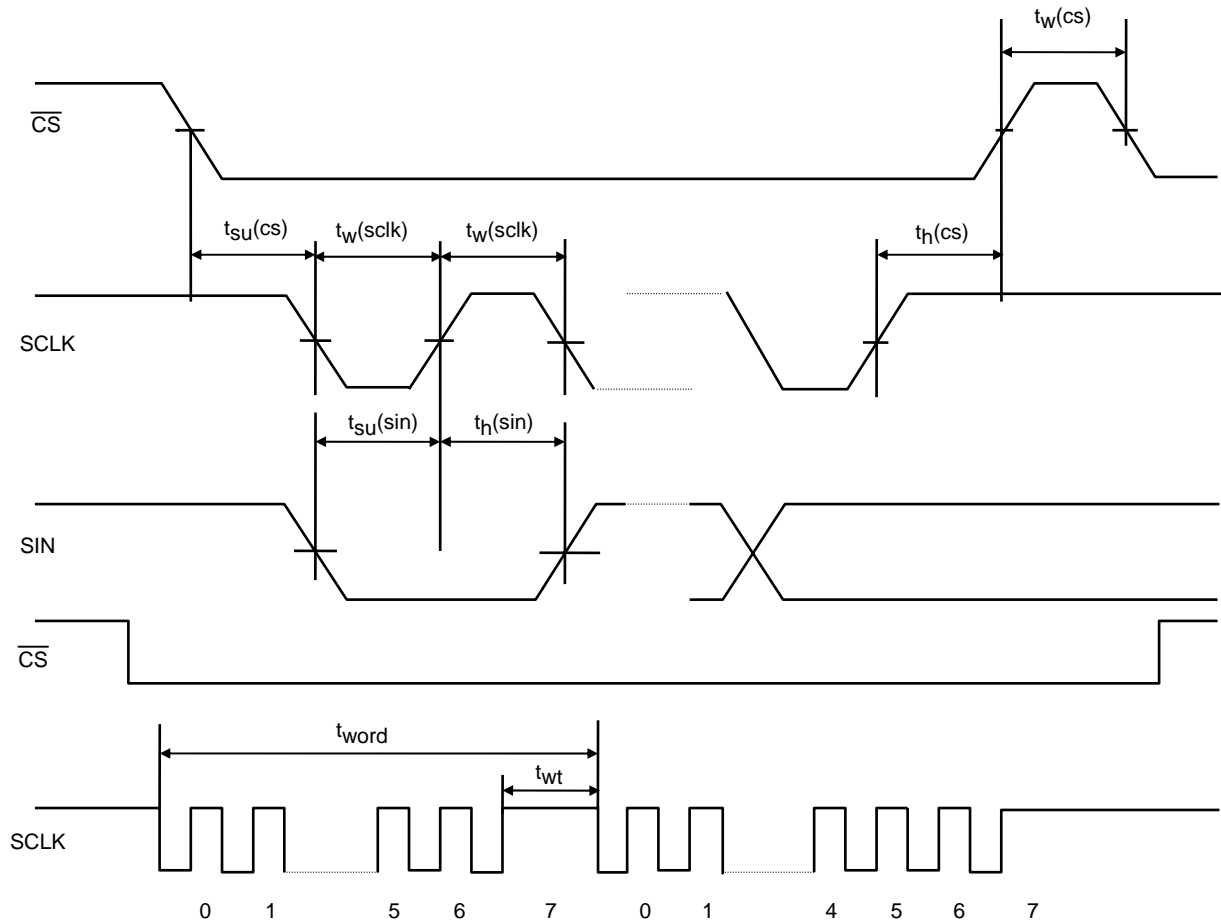 tw(cs)
CS
tsu(cs) tw(sclk) tw(sclk) th(cs)
SCLK
tsu(sin) th(sin)
SIN
CS
tword
twt
SCLK
0 1 5 6 7 0 1 4 5 6 7